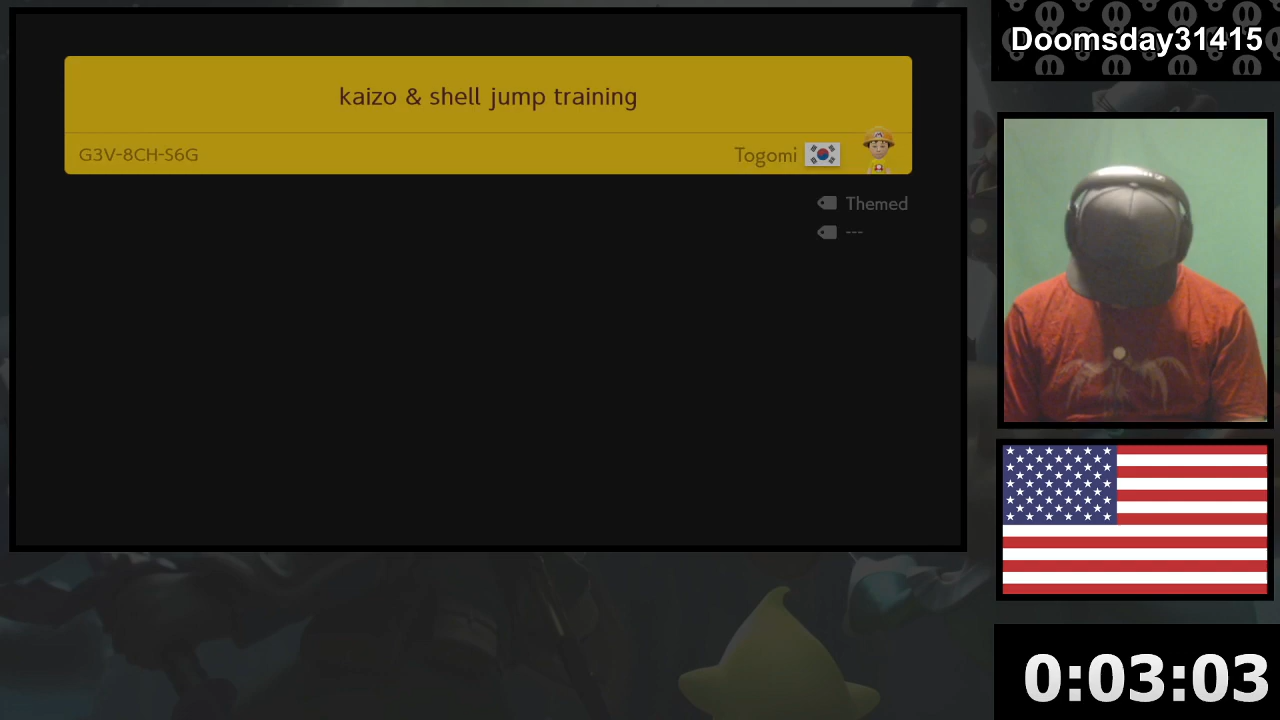 Doomsday31415
kaizo & shell jump training
G3V-8CH-S6G
Togomi
Themed
---
0:03:03